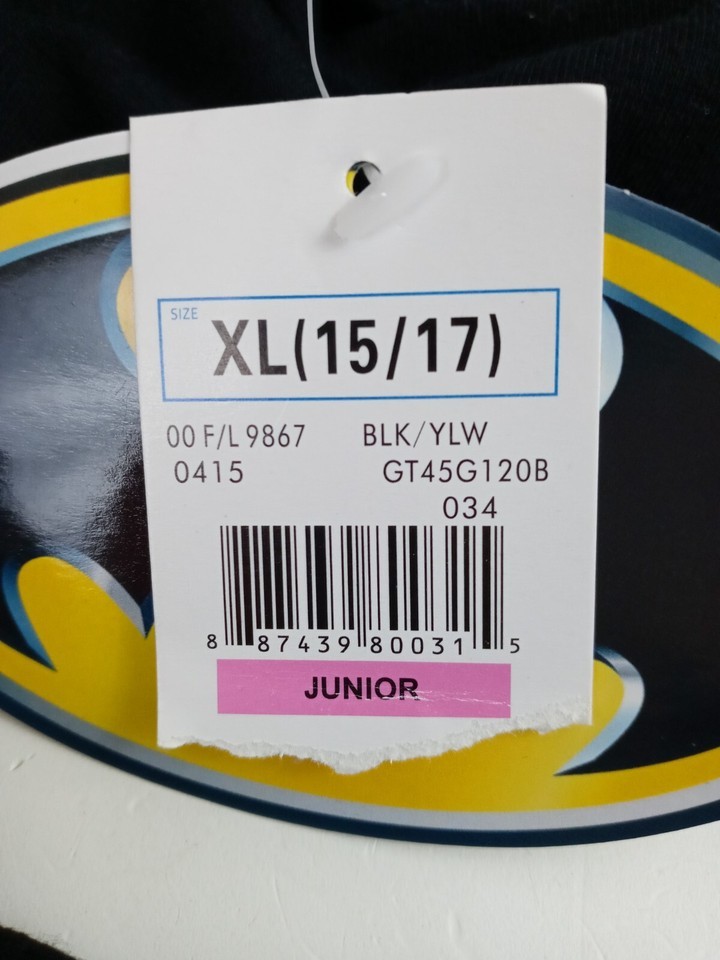 SIZE
XL(15/17)
00 F/L 9867 BLK/YLW
0415 GT45G120B
034
8 87439 80031 5
JUNIOR